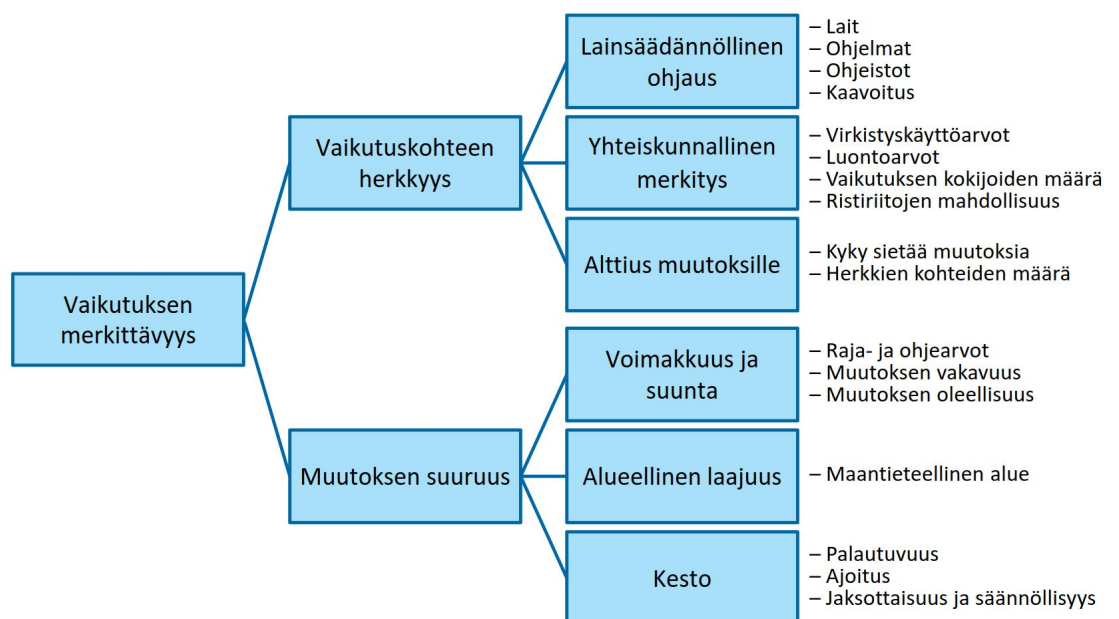 Vaikutuksen
merkittävyys
Vaikutuskohteen
herkkyys
Lainsäädännöllinen
ohjaus
– Lait
– Ohjelmat
– Ohjeistot
– Kaavoitus
Yhteiskunnallinen
merkitys
– Virkistyskäyttöarvot
– Luontoarvot
– Vaikutuksen kokijoiden määrä
– Ristiriitojen mahdollisuus
Alttius muutoksille
– Kyky sietää muutoksia
– Herkkien kohteiden määrä
Muutoksen suuruus
Voimakkuus ja
suunta
– Raja- ja ohjearvot
– Muutoksen vakavuus
– Muutoksen oleellisuus
Alueellinen laajuus
– Maantieteellinen alue
Kesto
– Palautuvuus
– Ajoitus
– Jaksottaisuus ja säännöllisyys